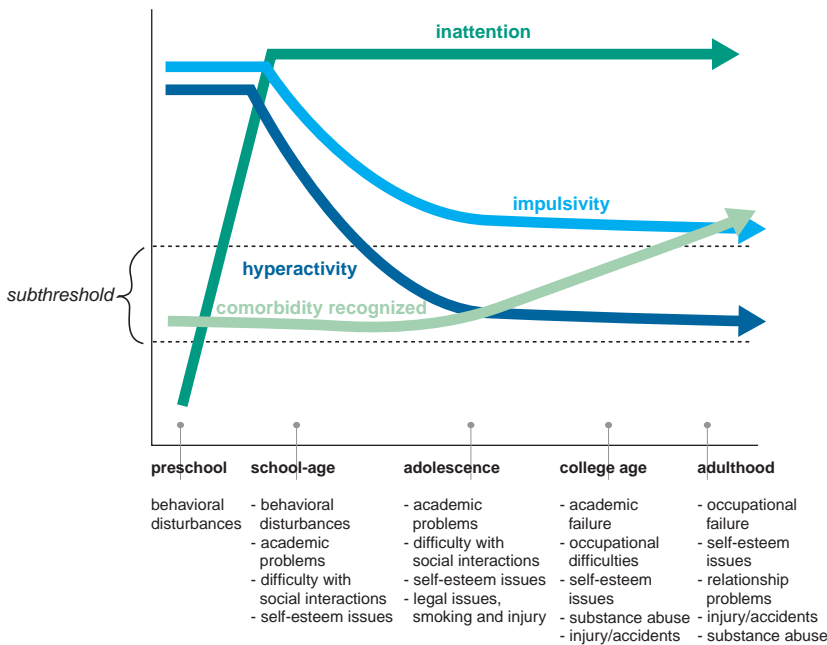 inattention
impulsivity
hyperactivity
subthreshold
comorbidity recognized
preschool
behavioral
disturbances
school-age
- behavioral
disturbances
- academic
problems
- difficulty with
social interactions
- self-esteem issues
adolescence
- academic
problems
- difficulty with
social interactions
- self-esteem issues
- legal issues,
smoking and injury
college age
- academic
failure
- occupational
difficulties
- self-esteem
issues
- substance abuse
- injury/accidents
adulthood
- occupational
failure
- self-esteem
issues
- relationship
problems
- injury/accidents
- substance abuse